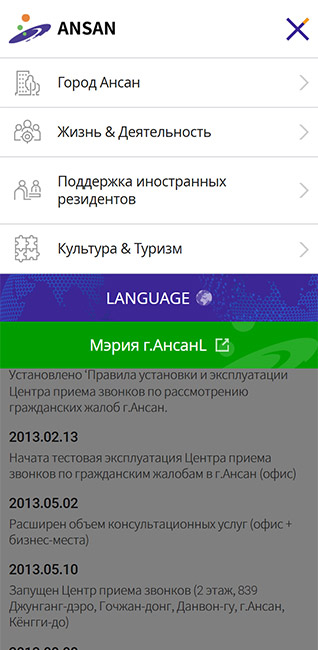 ANSAN
Город Ансан
Жизнь & Деятельность
Поддержка иностранных
резидентов
Культура & Туризм
LANGUAGE
Мэрия г.АнсанL
Установлено 'Правила установки и эксплуатации
Центра приема звонков по рассмотрению
гражданских жалоб г.Ансан.
2013.02.13
Начата тестовая эксплуатация Центра приема
звонков по гражданским жалобам в г.Ансан (офис)
2013.05.02
Расширен объем консультационных услуг (офис +
бизнес-места)
2013.05.10
Запущен Центр приема звонков (2 этаж, 839
Джунганг-дэро, Гочжан-донг, Данвон-гу, г.Ансан,
Кёнгги-до)